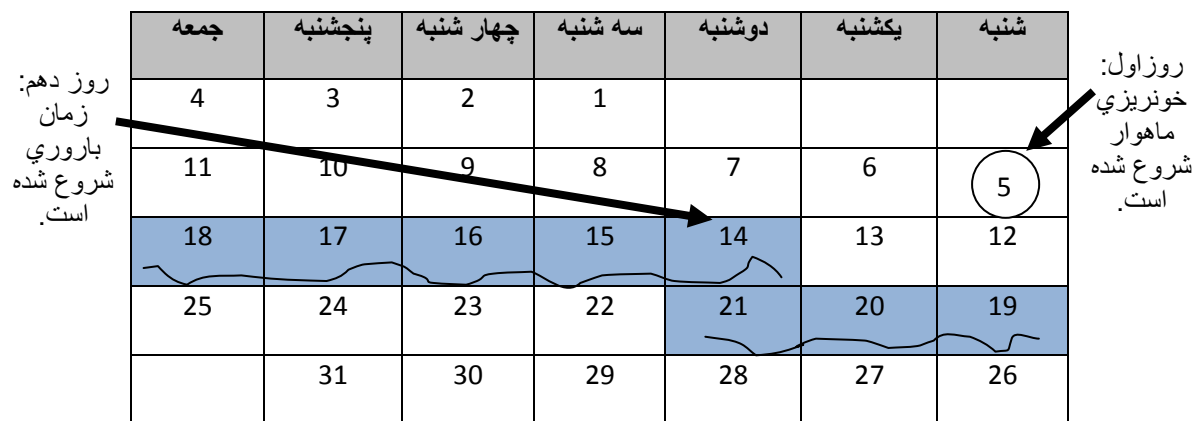 شنبه یکشنبه دوشنبه سه شنبه چهار شنبه پنجشنبه جمعه
1 2 3 4
5 6 7 8 9 10 11
12 13 14 15 16 17 18
19 20 21 22 23 24 25
26 27 28 29 30 31
روزاول:
خونريزي
ماهوار
شروع شده
است.
روز دهم:
زمان
باروري
شروع شده
است.